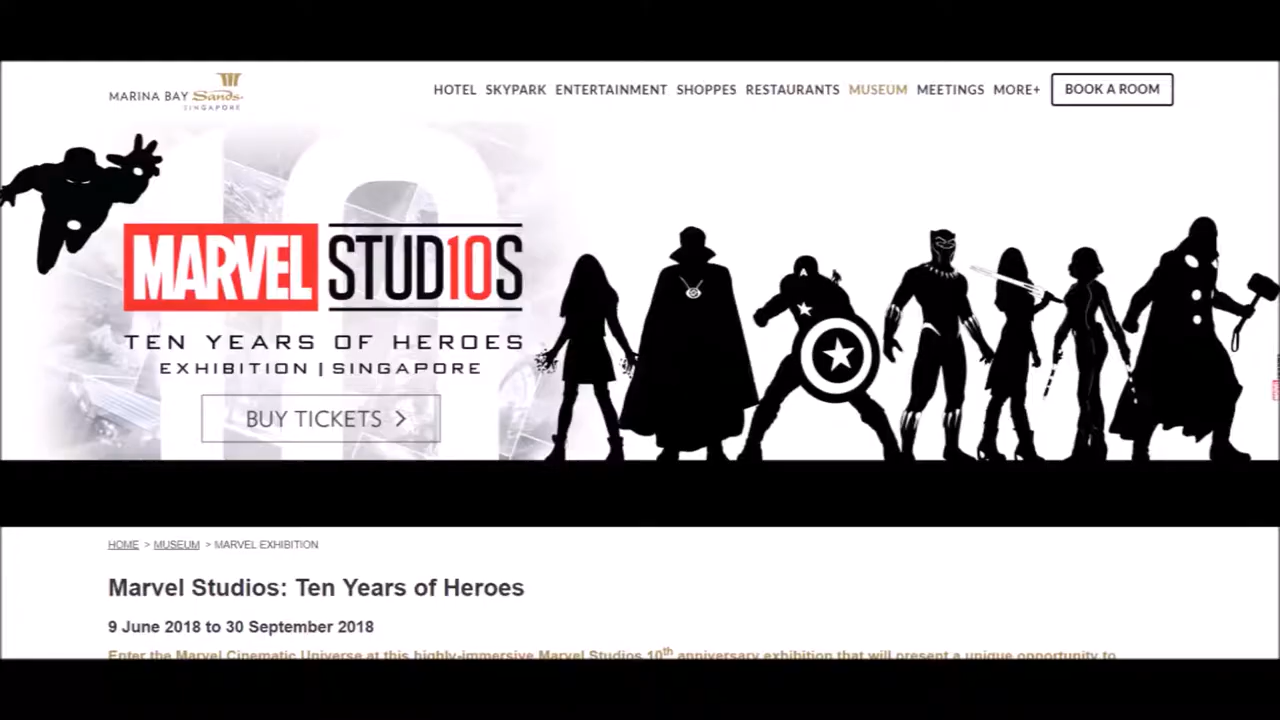 MARINA BAY Sands
SINGAPORE
HOTEL SKYPARK ENTERTAINMENT SHOPPES RESTAURANTS MUSEUM MEETINGS MORE+ BOOK A ROOM
MARVEL STUD10S
TEN YEARS OF HEROES
EXHIBITION | SINGAPORE
BUY TICKETS >
HOME > MUSEUM > MARVEL EXHIBITION
Marvel Studios: Ten Years of Heroes
9 June 2018 to 30 September 2018
Enter the Marvel Cinematic Universe at this highly-immersive Marvel Studios 10th anniversary exhibition that will present a unique opportunity to